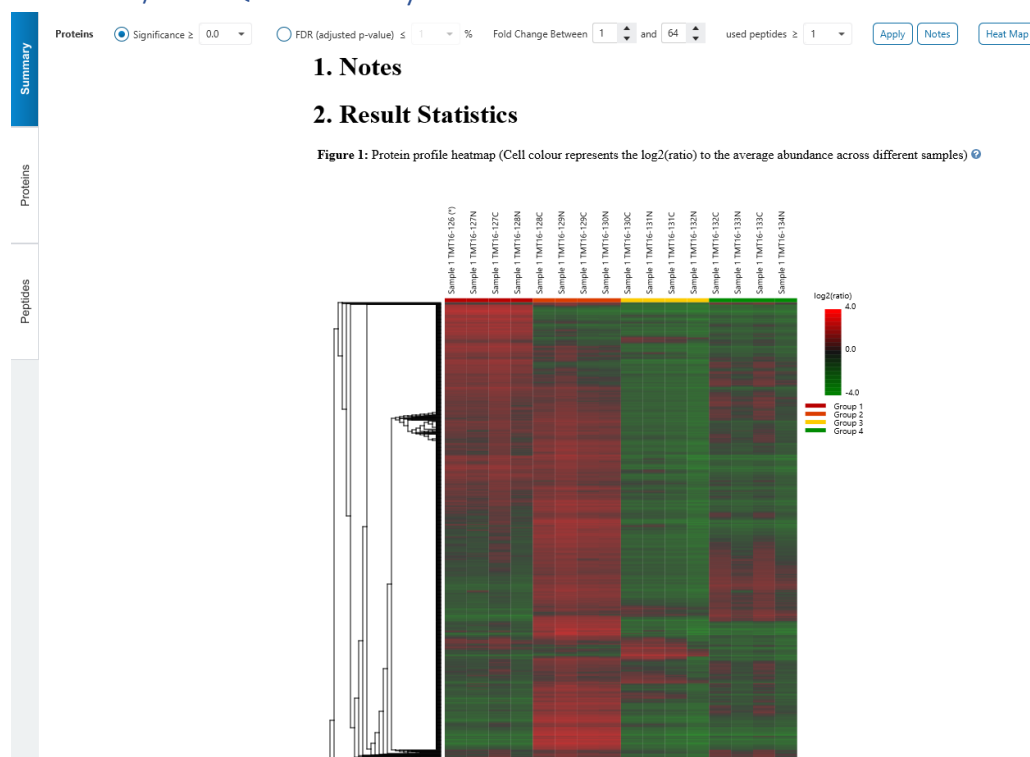 Summary
Proteins
Peptides
Proteins Significance ≥ 0.0 FDR (adjusted p-value) ≤ 1 % Fold Change Between 1 and 64 used peptides ≥ 1 Apply Notes Heat Map
1. Notes
2. Result Statistics
Figure 1: Protein profile heatmap (Cell colour represents the log2(ratio) to the average abundance across different samples)
Sample 1 TMT16-126 (*)
Sample 1 TMT16-127N
Sample 1 TMT16-127C
Sample 1 TMT16-128N
Sample 1 TMT16-128C
Sample 1 TMT16-129N
Sample 1 TMT16-129C
Sample 1 TMT16-130N
Sample 1 TMT16-130C
Sample 1 TMT16-131N
Sample 1 TMT16-131C
Sample 1 TMT16-132N
Sample 1 TMT16-132C
Sample 1 TMT16-133N
Sample 1 TMT16-133C
Sample 1 TMT16-134N
log2(ratio)
4.0
0.0
-4.0
Group 1
Group 2
Group 3
Group 4